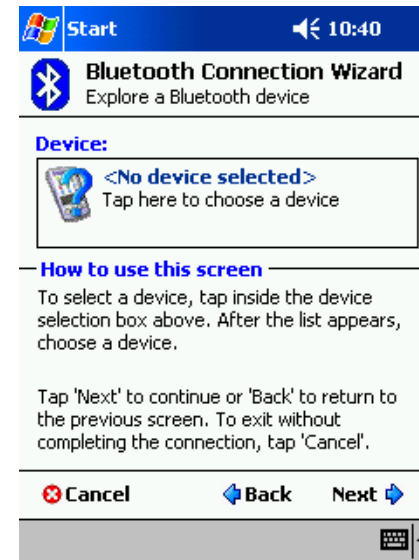 Start 10:40
Bluetooth Connection Wizard
Explore a Bluetooth device
Device:
<No device selected>
Tap here to choose a device
How to use this screen
To select a device, tap inside the device
selection box above. After the list appears,
choose a device.
Tap 'Next' to continue or 'Back' to return to
the previous screen. To exit without
completing the connection, tap 'Cancel'.
Cancel Back Next